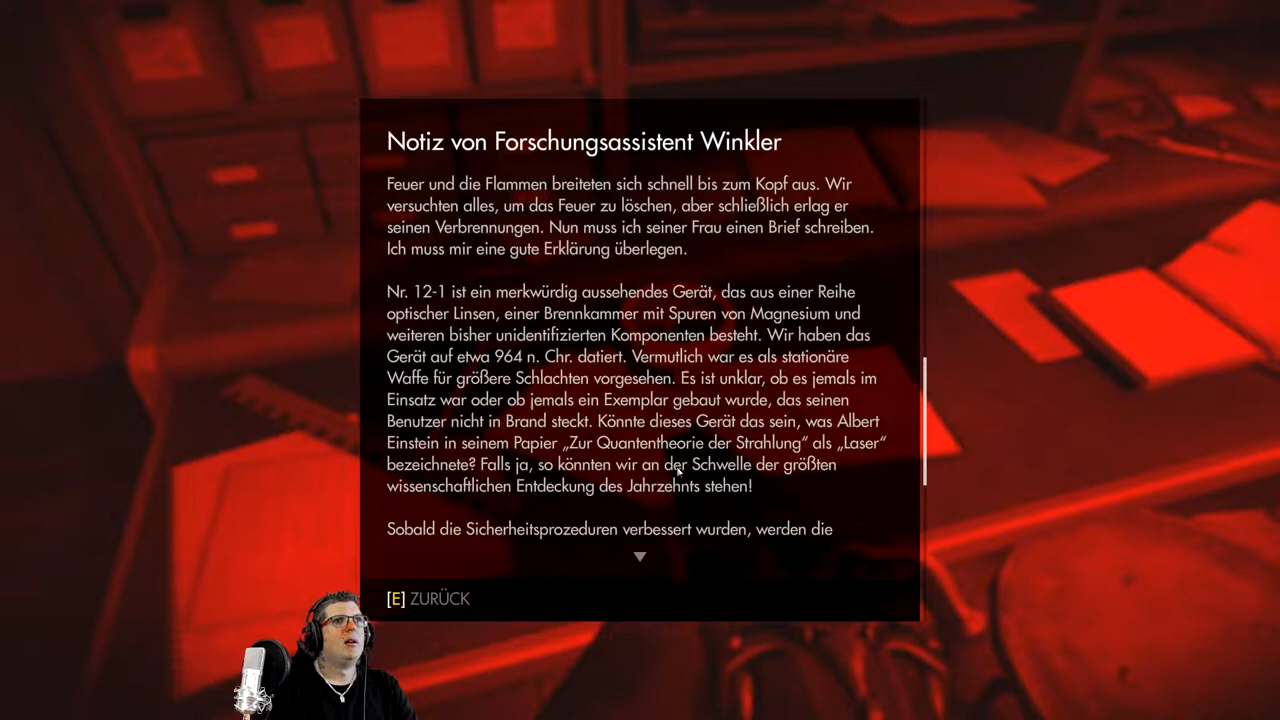 Notiz von Forschungsassistent Winkler
Feuer und die Flammen breiteten sich schnell bis zum Kopf aus. Wir
versuchten alles, um das Feuer zu löschen, aber schließlich erlag er
seinen Verbrennungen. Nun muss ich seiner Frau einen Brief schreiben.
Ich muss mir eine gute Erklärung überlegen.
Nr. 12-1 ist ein merkwürdig aussehendes Gerät, das aus einer Reihe
optischer Linsen, einer Brennkammer mit Spuren von Magnesium und
weiteren bisher unidentifizierten Komponenten besteht. Wir haben das
Gerät auf etwa 964 n. Chr. datiert. Vermutlich war es als stationäre
Waffe für größere Schlachten vorgesehen. Es ist unklar, ob es jemals im
Einsatz war oder ob jemals ein Exemplar gebaut wurde, das seinen
Benutzer nicht in Brand steckt. Könnte dieses Gerät das sein, was Albert
Einstein in seinem Papier „Zur Quantentheorie der Strahlung“ als „Laser“
bezeichnete? Falls ja, so könnten wir an der Schwelle der größten
wissenschaftlichen Entdeckung des Jahrzehnts stehen!
Sobald die Sicherheitsprozeduren verbessert wurden, werden die
[E] ZURÜCK